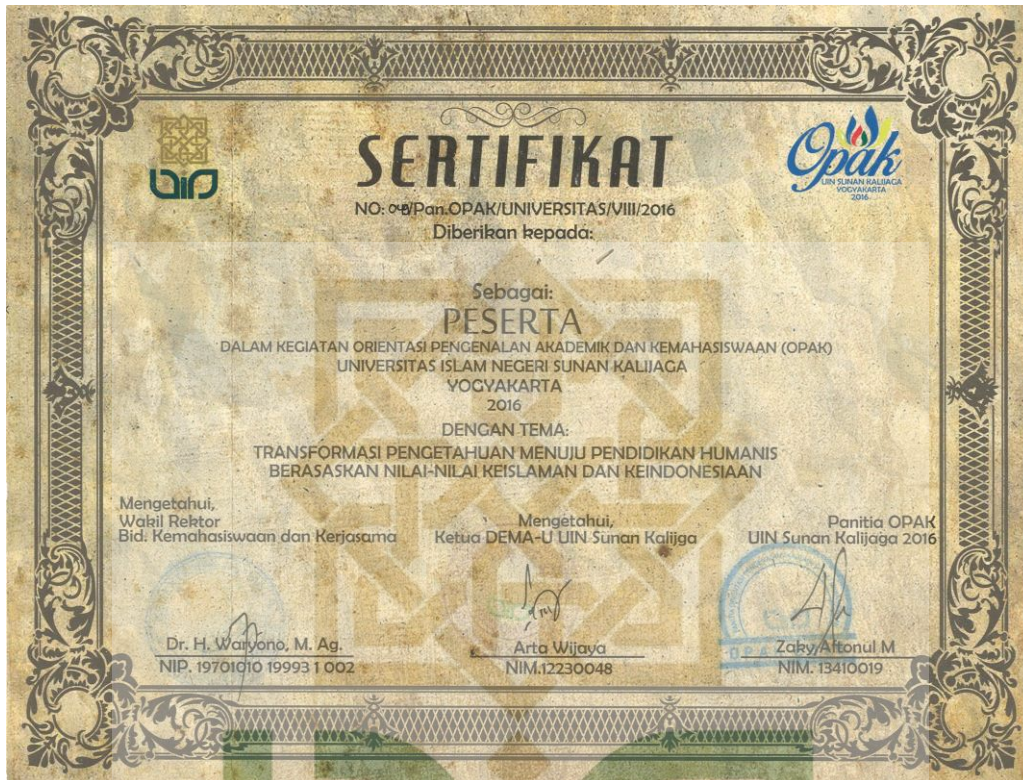 Opak
UIN SUNAN KALIJAGA
YOGYAKARTA
2016
SERTIFIKAT
/Pan.OPAK/UNIVERSITAS/VIII/2016
Diberikan kepada:
Sebagai:
PESERTA
DALAM KEGIATAN ORIENTASI PENGENALAN AKADEMIK DAN KEMAHASISWAAN (OPAK)
UNIVERSITAS ISLAM NEGERI SUNAN KALIJAGA
YOGYAKARTA
2016
DENGAN TEMA:
TRANSFORMASI PENGETAHUAN MENUJU PENDIDIKAN HUMANIS
BERASASKAN NILAI-NILAI KEISLAMAN DAN KEINDONESIAAN
Mengetahui,
Wakil Rektor
Bid. Kemahasiswaan dan Kerjasama
Dr. H. Waryono, M. Ag.
NIP. 19701010 19993 1 002
Mengetahui,
Ketua DEMA-U UIN Sunan Kalijga
Arta Wijaya
NIM.12230048
Panitia OPAK
UIN Sunan Kalijaga 2016
Zaky Aftonul M
NIM. 13410019